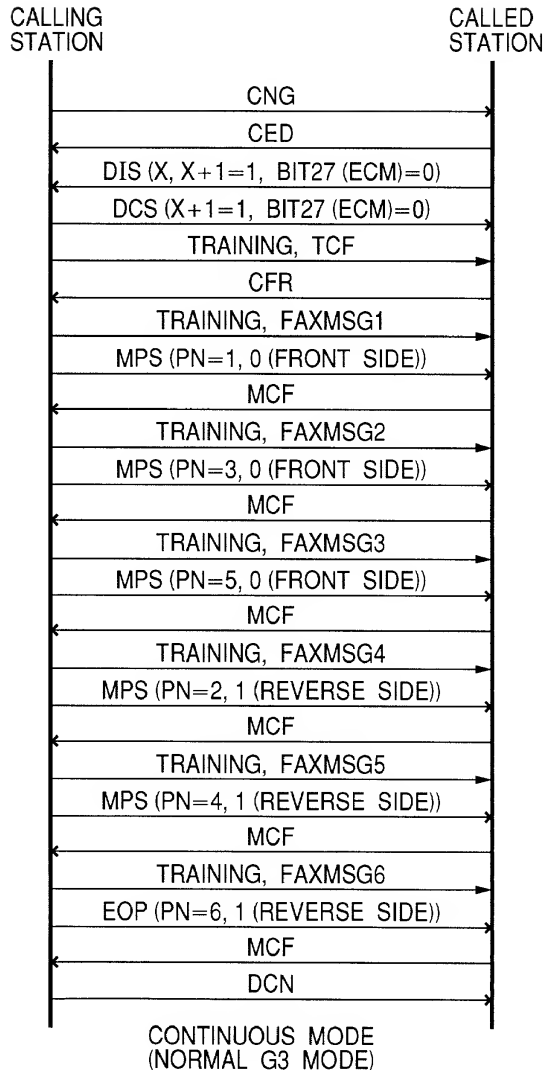 CALLING
STATION
CALLED
STATION
CNG
CED
DIS (X, X+1=1, BIT27 (ECM)=0)
DCS (X+1=1, BIT27 (ECM)=0)
TRAINING, TCF
CFR
TRAINING, FAXMSG1
MPS (PN=1, 0 (FRONT SIDE))
MCF
TRAINING, FAXMSG2
MPS (PN=3, 0 (FRONT SIDE))
MCF
TRAINING, FAXMSG3
MPS (PN=5, 0 (FRONT SIDE))
MCF
TRAINING, FAXMSG4
MPS (PN=2, 1 (REVERSE SIDE))
MCF
TRAINING, FAXMSG5
MPS (PN=4, 1 (REVERSE SIDE))
MCF
TRAINING, FAXMSG6
EOP (PN=6, 1 (REVERSE SIDE))
MCF
DCN
CONTINUOUS MODE
(NORMAL G3 MODE)